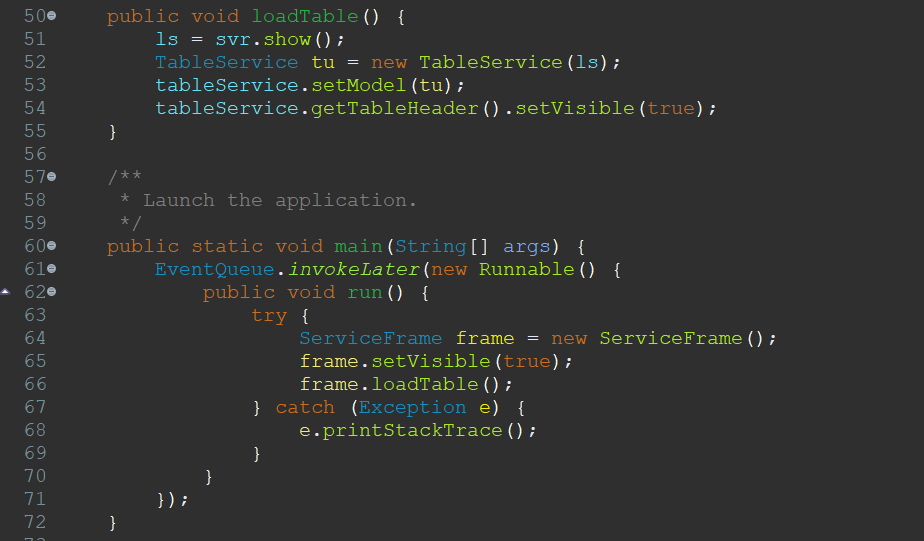 50 public void loadTable() {
51 ls = svr.show();
52 TableService tu = new TableService(ls);
53 tableService.setModel(tu);
54 tableService.getTableHeader().setVisible(true);
55 }
56
57 /**
58 * Launch the application.
59 */
60 public static void main(String[] args) {
61 EventQueue.invokeLater(new Runnable() {
62 public void run() {
63 try {
64 ServiceFrame frame = new ServiceFrame();
65 frame.setVisible(true);
66 frame.loadTable();
67 } catch (Exception e) {
68 e.printStackTrace();
69 }
70 }
71 });
72 }